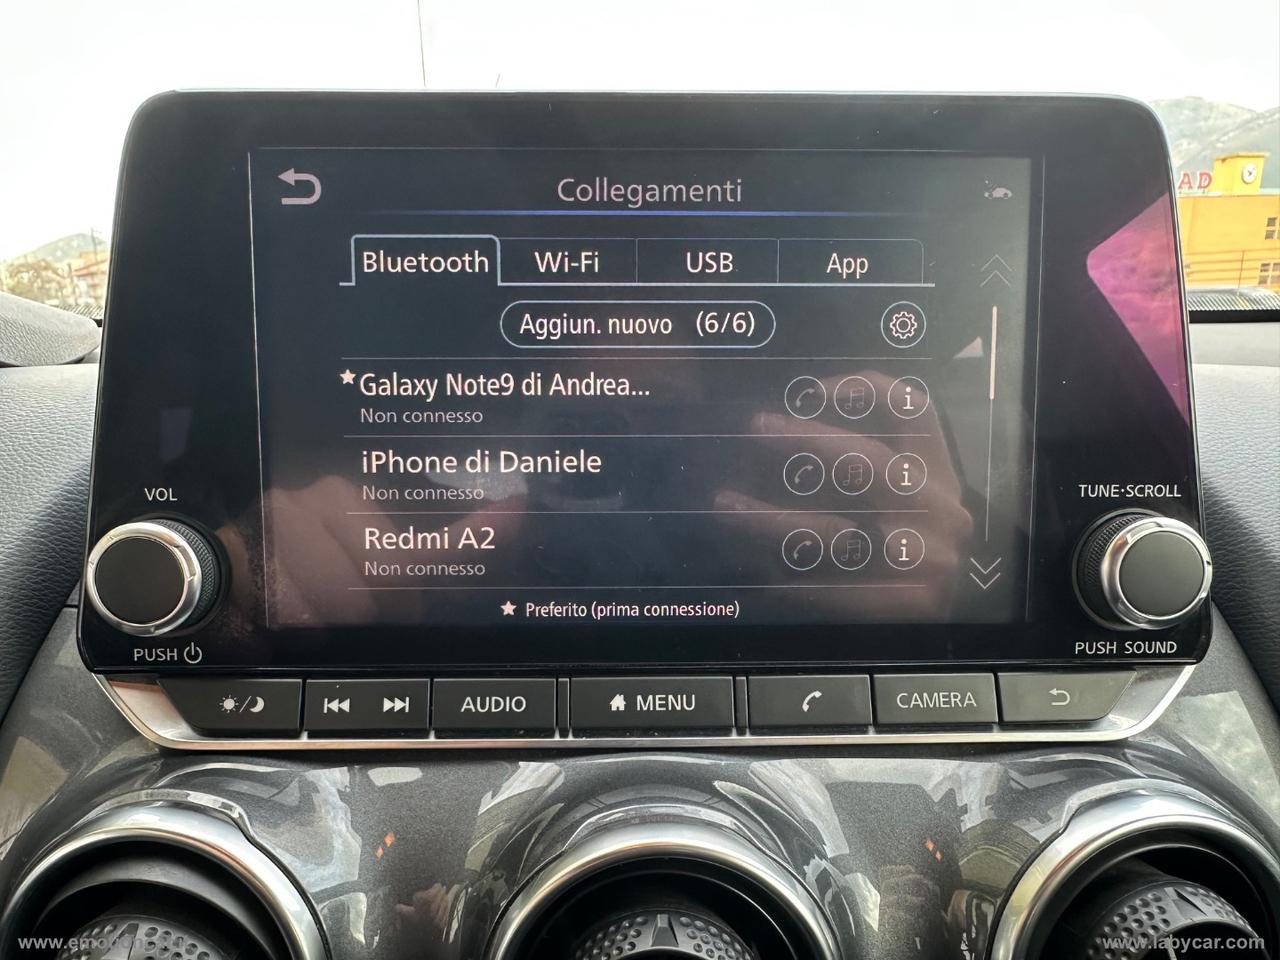 Collegamenti
Bluetooth Wi-Fi USB App
Aggiun. nuovo (6/6)
Galaxy Note9 di Andrea...
Non connesso
iPhone di Daniele
Non connesso
Redmi A2
Non connesso
Preferito (prima connessione)
VOL
PUSH
TUNE·SCROLL
PUSH SOUND
AUDIO MENU CAMERA
AD
www.labycar.com